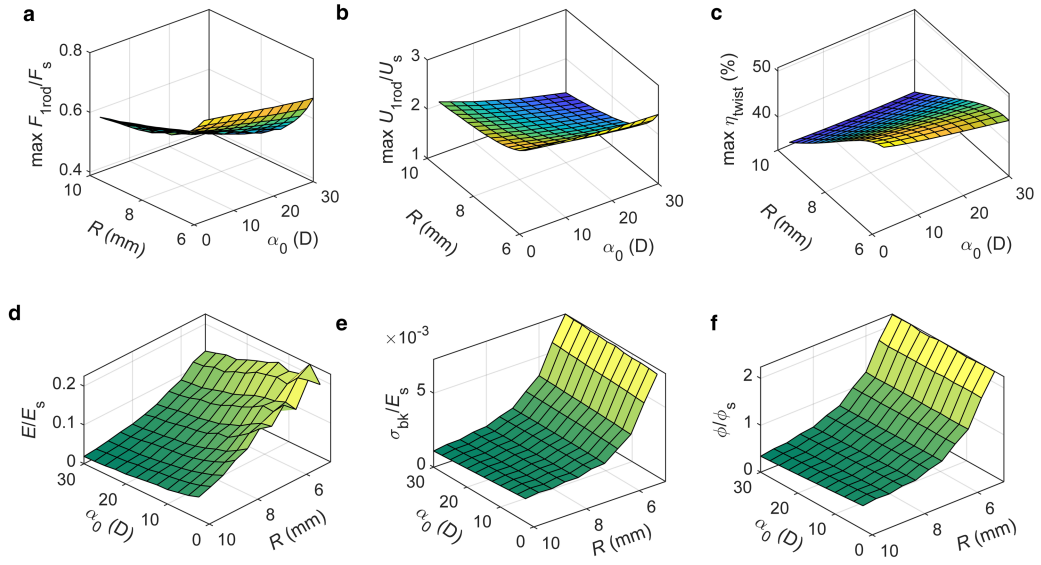 a
max F1rod/Fs
0.8
0.6
0.4
10
8
6
R (mm)
0
10
20
30
α0 (D)
b
max U1rod/Us
3
2
1
10
8
6
R (mm)
0
10
20
30
α0 (D)
c
max ηtwist (%)
50
40
10
8
6
R (mm)
0
10
20
30
α0 (D)
d
E/Es
0.2
0.1
0
30
20
10
0
α0 (D)
10
8
6
R (mm)
e
×10-3
σbk/Es
5
0
30
20
10
0
α0 (D)
10
8
6
R (mm)
f
ϕ/ϕs
2
1
0
30
20
10
0
α0 (D)
10
8
6
R (mm)